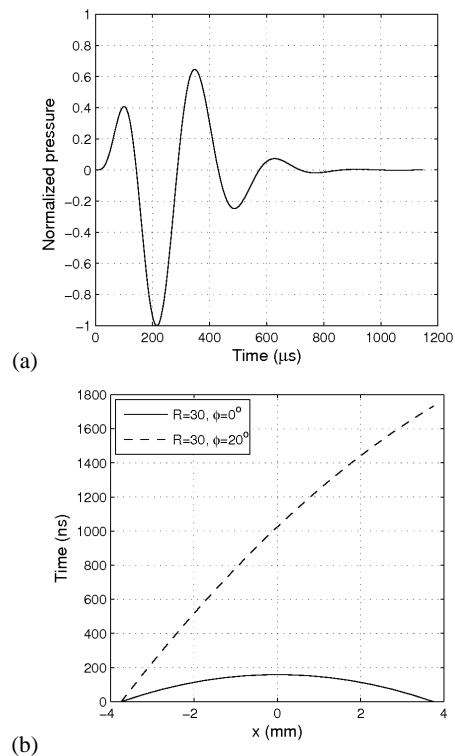 1
0.8
0.6
0.4
0.2
0
−0.2
−0.4
−0.6
−0.8
−1
Normalized pressure
0 200 400 600 800 1000 1200
Time (μs)
(a)
1800
1600
1400
1200
1000
800
600
400
200
0
Time (ns)
R=30, ϕ=0º
R=30, ϕ=20º
−4 −2 0 2 4
x (mm)
(b)